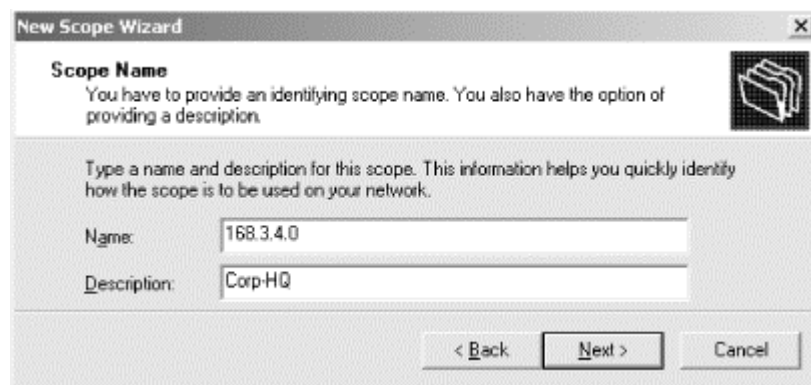 New Scope Wizard
Scope Name
You have to provide an identifying scope name. You also have the option of
providing a description.
Type a name and description for this scope. This information helps you quickly identify
how the scope is to be used on your network.
Name: 168.3.4.0
Description: Corp-HQ
< Back Next > Cancel